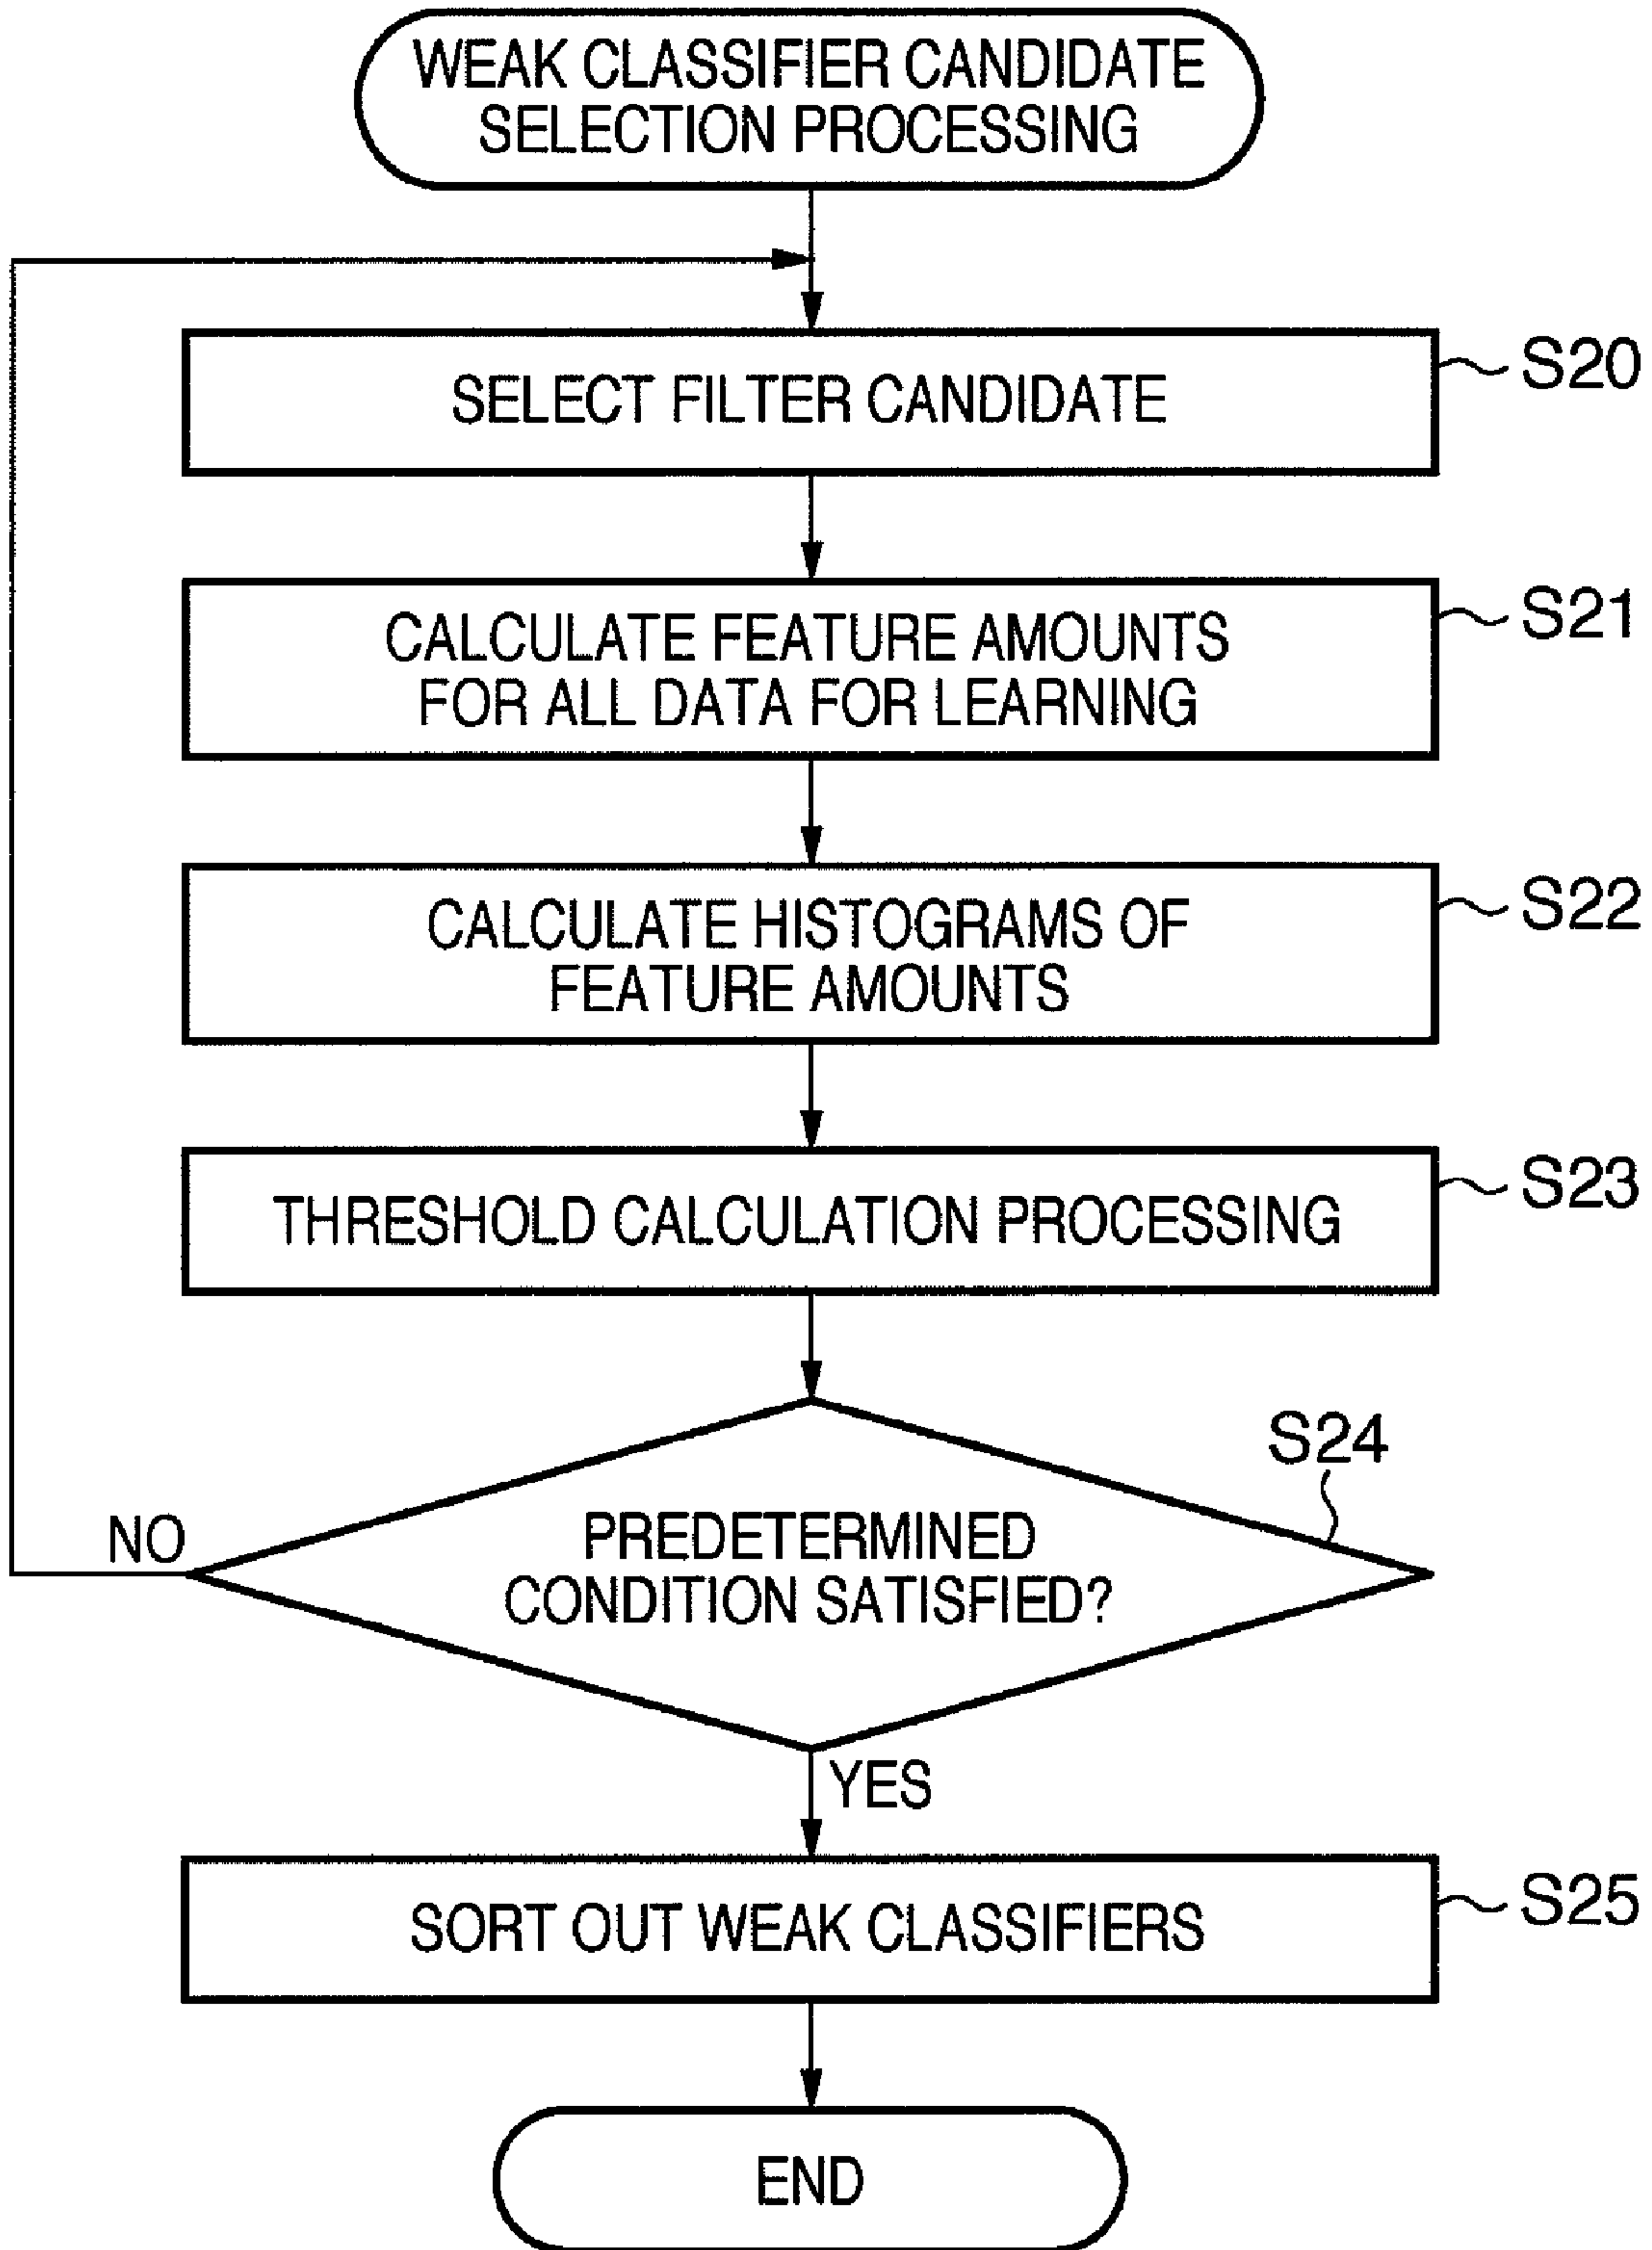 WEAK CLASSIFIER CANDIDATE
SELECTION PROCESSING
SELECT FILTER CANDIDATE
S20
CALCULATE FEATURE AMOUNTS
FOR ALL DATA FOR LEARNING
S21
CALCULATE HISTOGRAMS OF
FEATURE AMOUNTS
S22
THRESHOLD CALCULATION PROCESSING
S23
S24
NO
PREDETERMINED
CONDITION SATISFIED?
YES
SORT OUT WEAK CLASSIFIERS
S25
END